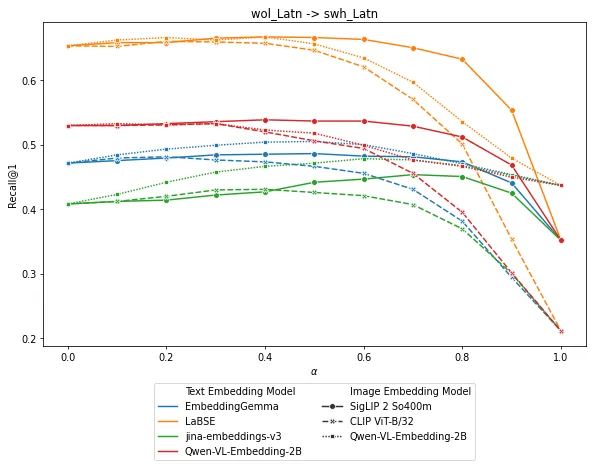 wol_Latn -> swh_Latn
Recall@1
0.6
0.5
0.4
0.3
0.2
0.0
0.2
0.4
0.6
0.8
1.0
α
Text Embedding Model
EmbeddingGemma
LaBSE
jina-embeddings-v3
Qwen-VL-Embedding-2B
Image Embedding Model
SigLIP 2 So400m
CLIP ViT-B/32
Qwen-VL-Embedding-2B